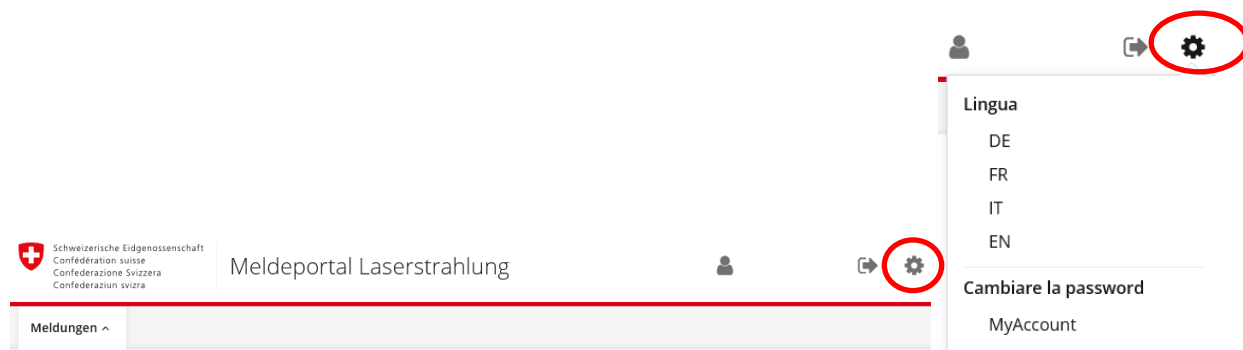 Schweizerische Eidgenossenschaft
Confédération suisse
Confederazione Svizzera
Confederaziun svizra
Meldeportal Laserstrahlung
Meldungen
Lingua
DE
FR
IT
EN
Cambiare la password
MyAccount